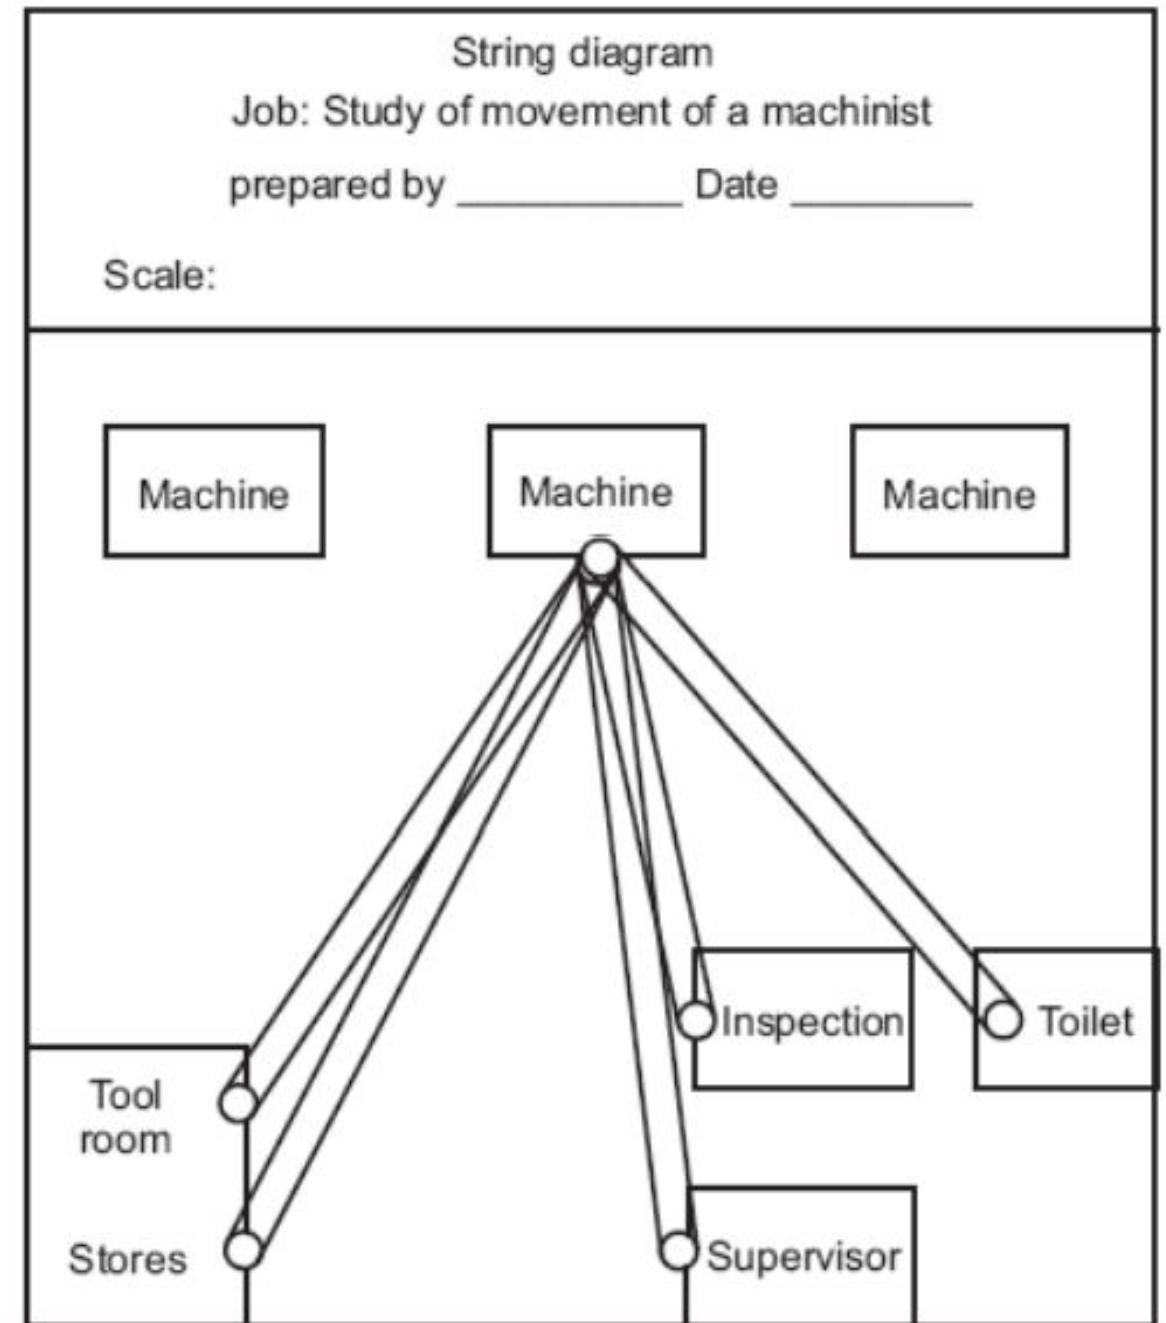 String diagram
Job: Study of movement of a machinist
prepared by __________ Date ________
Scale:
Machine
Machine
Machine
Inspection
Toilet
Tool
room
Stores
Supervisor